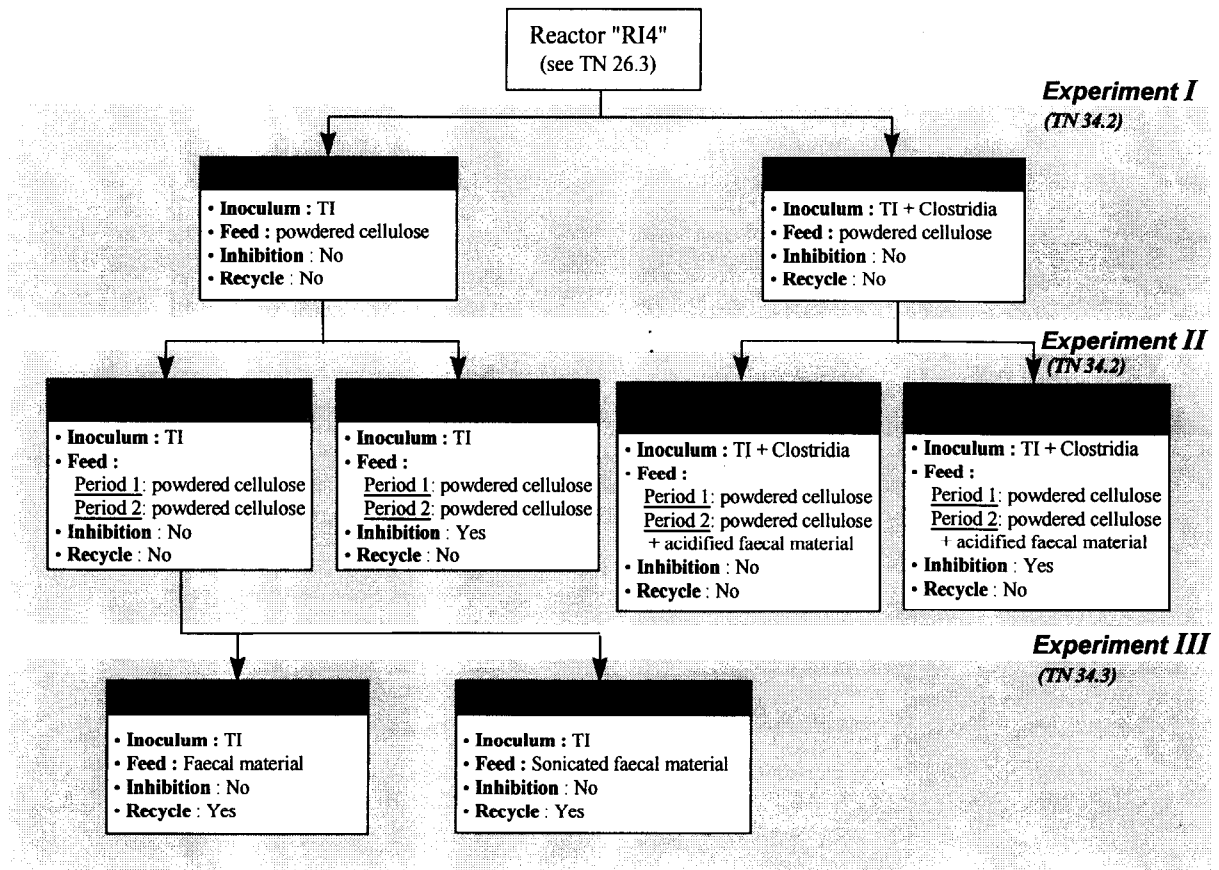 Reactor "RI4"
(see TN 26.3)
Experiment I
(TN 34.2)
• Inoculum : TI
• Feed : powdered cellulose
• Inhibition : No
• Recycle : No
• Inoculum : TI + Clostridia
• Feed : powdered cellulose
• Inhibition : No
• Recycle : No
Experiment II
(TN 34.2)
• Inoculum : TI
• Feed :
Period 1: powdered cellulose
Period 2: powdered cellulose
• Inhibition : No
• Recycle : No
• Inoculum : TI
• Feed :
Period 1: powdered cellulose
Period 2: powdered cellulose
• Inhibition : Yes
• Recycle : No
• Inoculum : TI + Clostridia
• Feed :
Period 1: powdered cellulose
Period 2: powdered cellulose
+ acidified faecal material
• Inhibition : No
• Recycle : No
• Inoculum : TI + Clostridia
• Feed :
Period 1: powdered cellulose
Period 2: powdered cellulose
+ acidified faecal material
• Inhibition : Yes
• Recycle : No
Experiment III
(TN 34.3)
• Inoculum : TI
• Feed : Faecal material
• Inhibition : No
• Recycle : Yes
• Inoculum : TI
• Feed : Sonicated faecal material
• Inhibition : No
• Recycle : Yes